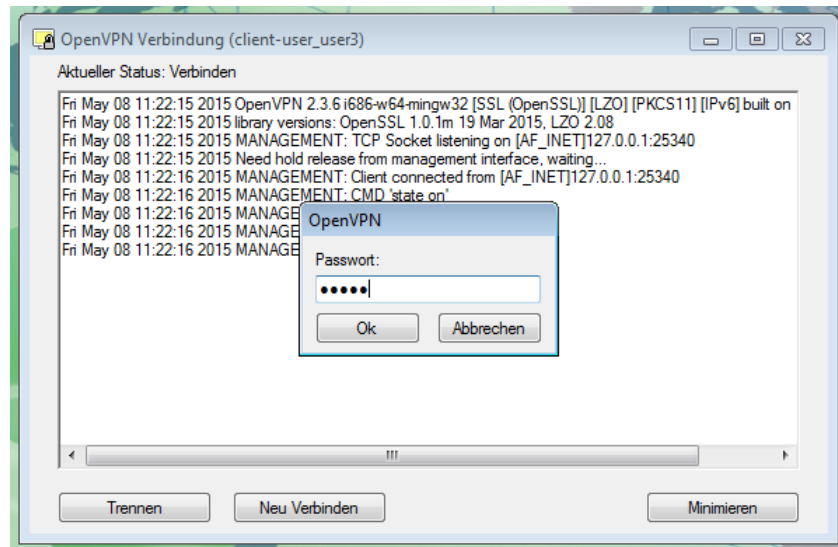 OpenVPN Verbindung (client-user_user3)
Aktueller Status: Verbinden
Fri May 08 11:22:15 2015 OpenVPN 2.3.6 i686-w64-mingw32 [SSL (OpenSSL)] [LZO] [PKCS11] [IPv6] built on
Fri May 08 11:22:15 2015 library versions: OpenSSL 1.0.1m 19 Mar 2015, LZO 2.08
Fri May 08 11:22:15 2015 MANAGEMENT: TCP Socket listening on [AF_INET]127.0.0.1:25340
Fri May 08 11:22:15 2015 Need hold release from management interface, waiting...
Fri May 08 11:22:16 2015 MANAGEMENT: Client connected from [AF_INET]127.0.0.1:25340
Fri May 08 11:22:16 2015 MANAGEMENT: CMD 'state on'
Fri May 08 11:22:16 2015 MANAGE
Fri May 08 11:22:16 2015 MANAGE
Fri May 08 11:22:16 2015 MANAGE
OpenVPN
Passwort:
●●●●●
Ok Abbrechen
Trennen Neu Verbinden Minimieren